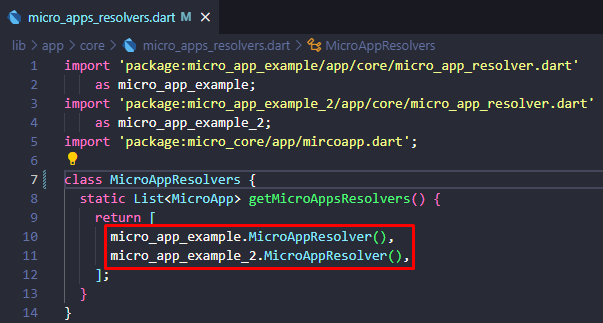 micro_apps_resolvers.dart M ×
lib > app > core > micro_apps_resolvers.dart > MicroAppResolvers
1 import 'package:micro_app_example/app/core/micro_app_resolver.dart'
2 as micro_app_example;
3 import 'package:micro_app_example_2/app/core/micro_app_resolver.dart'
4 as micro_app_example_2;
5 import 'package:micro_core/app/mircoapp.dart';
6
7 class MicroAppResolvers {
8 static List<MicroApp> getMicroAppsResolvers() {
9 return [
10 micro_app_example.MicroAppResolver(),
11 micro_app_example_2.MicroAppResolver(),
12 ];
13 }
14 }